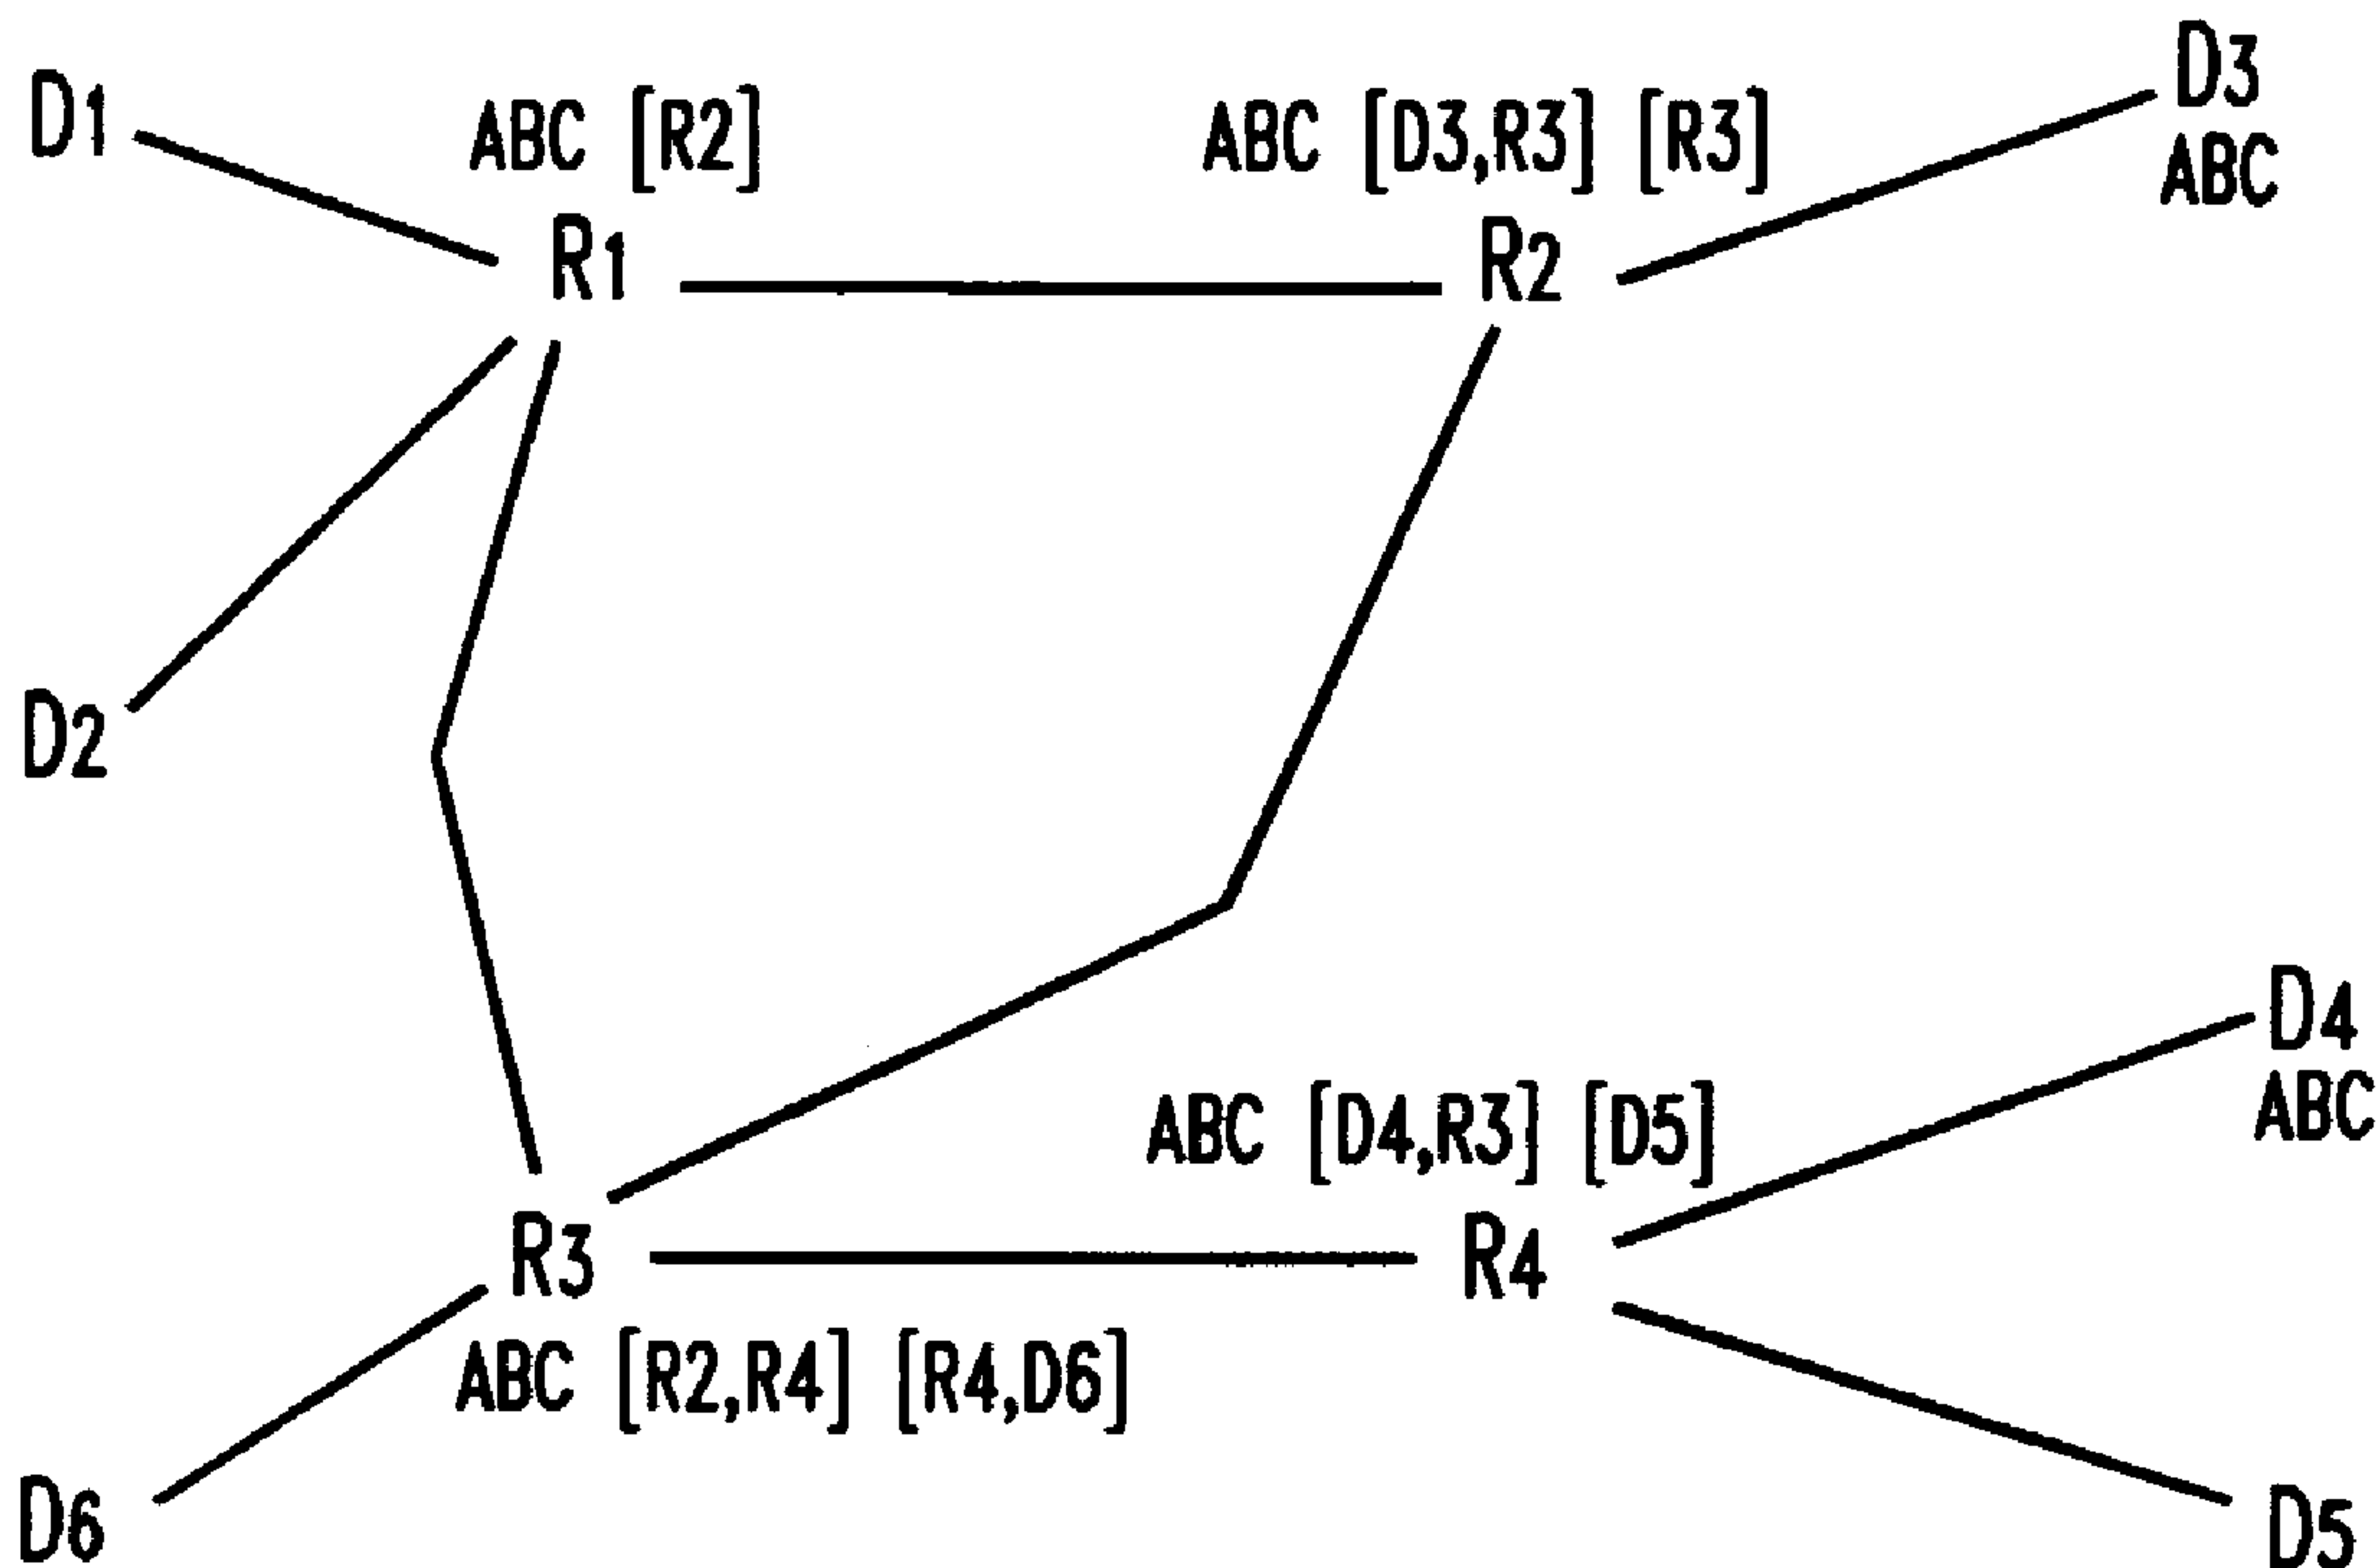 D1
ABC [R2]
ABC [D3,R3] [R3]
D3
ABC
R1
R2
D2
D4
ABC
ABC [D4,R3] [D5]
R3
R4
ABC [R2,R4] [R4,D6]
D6
D5